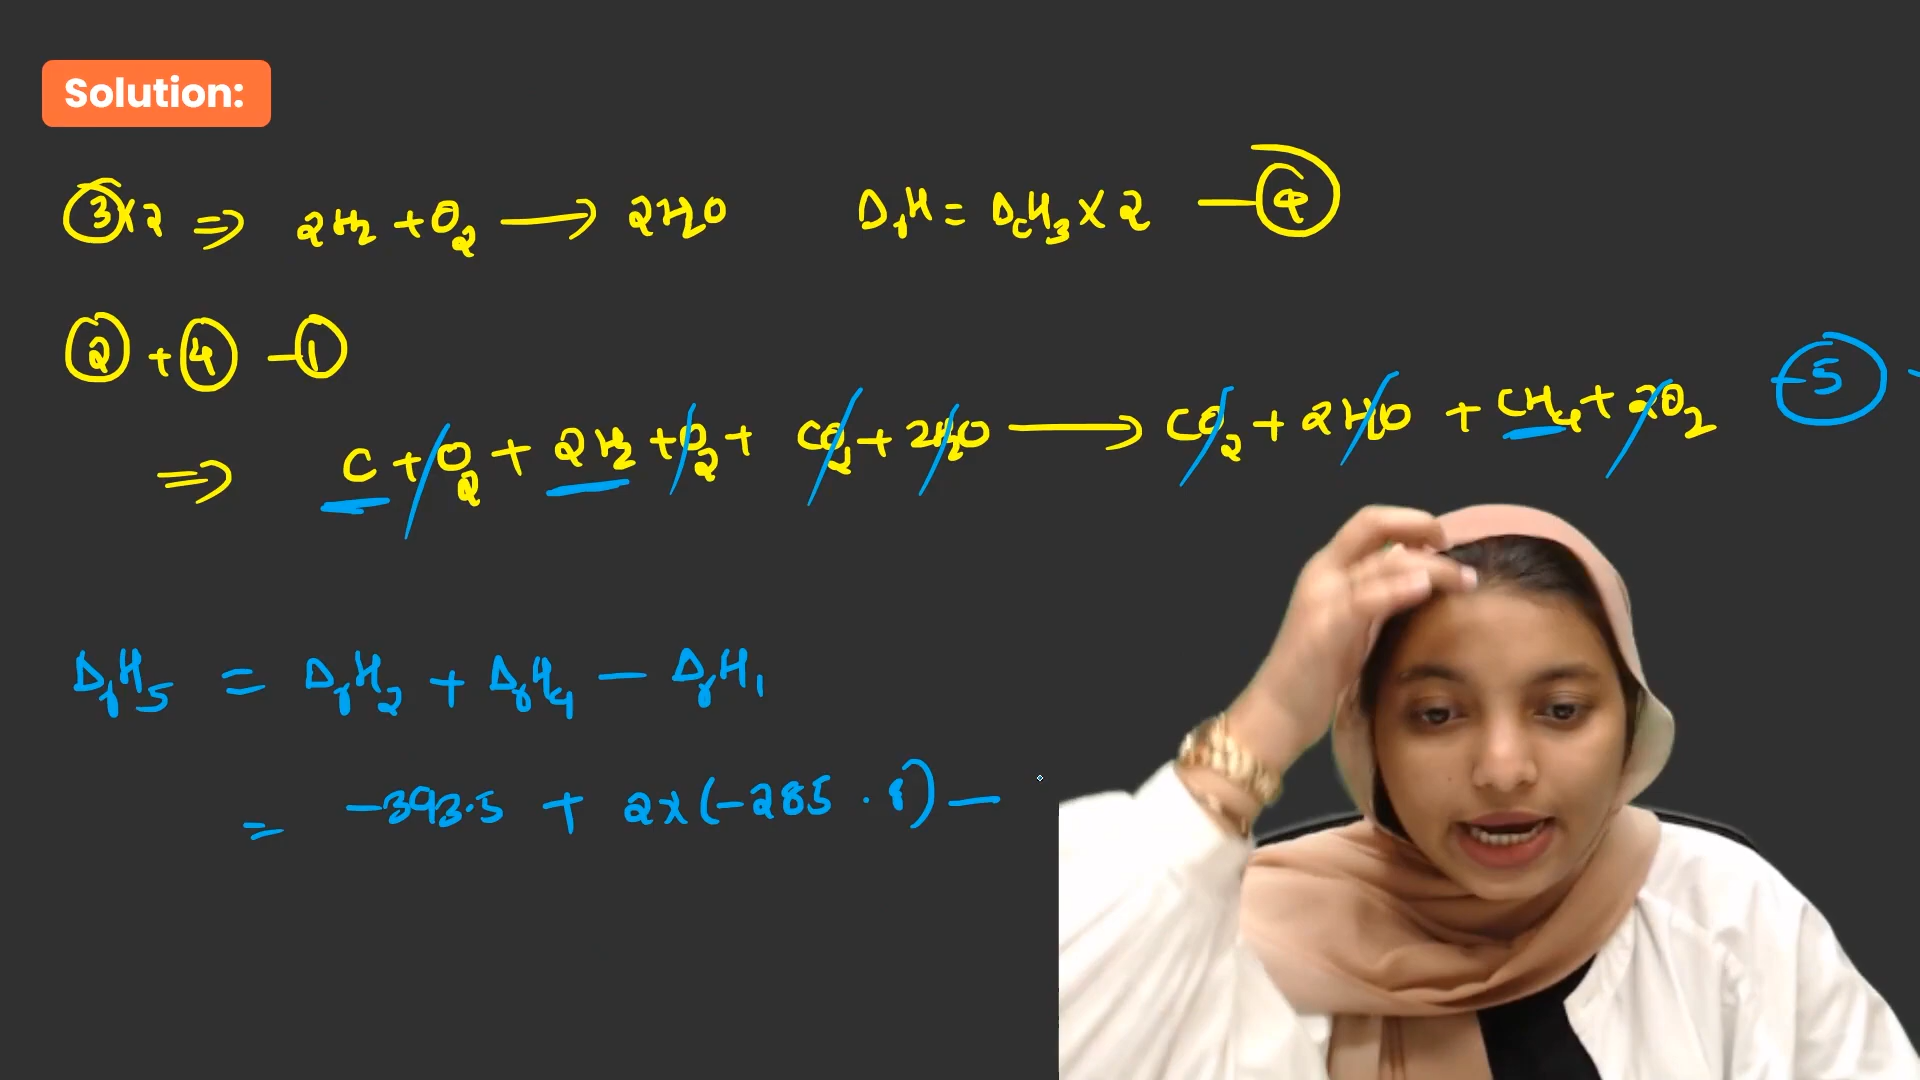 Solution:
③×2 ⇒ 2H₂ + O₂ ⟶ 2H₂O ΔᵣH = ΔcH₃ × 2 — ④
② + ④ - ①
⇒ C + O₂ + 2H₂ + O₂ + CO₂ + 2H₂O ⟶ CO₂ + 2H₂O + CH₄ + 2O₂ - ⑤
ΔᵣH₅ = ΔᵣH₂ + ΔᵣH₄ - ΔᵣH₁
= -393.5 + 2×(-285.8) -